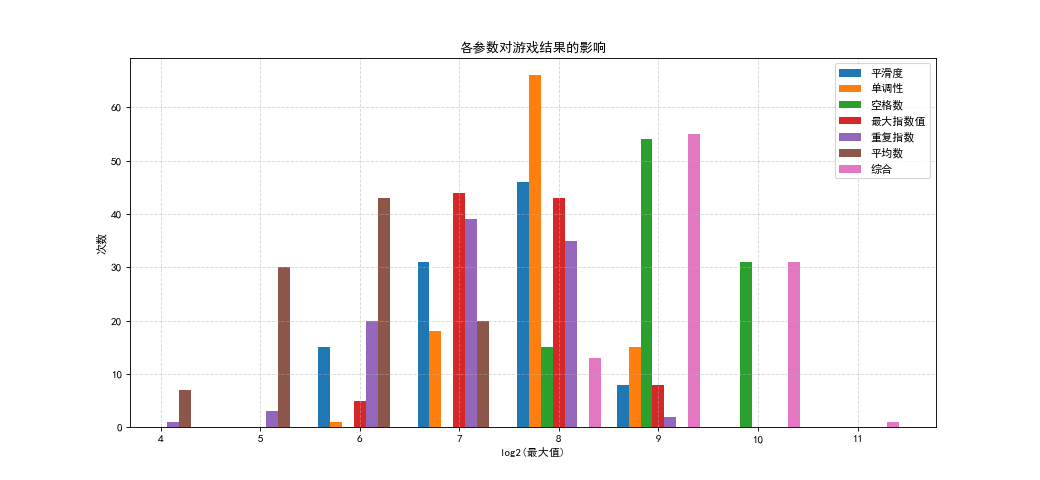 各参数对游戏结果的影响
平滑度
单调性
空格数
最大指数值
重复指数
平均数
综合
次数
60
50
40
30
20
10
0
4 5 6 7 8 9 10 11
log2(最大值)